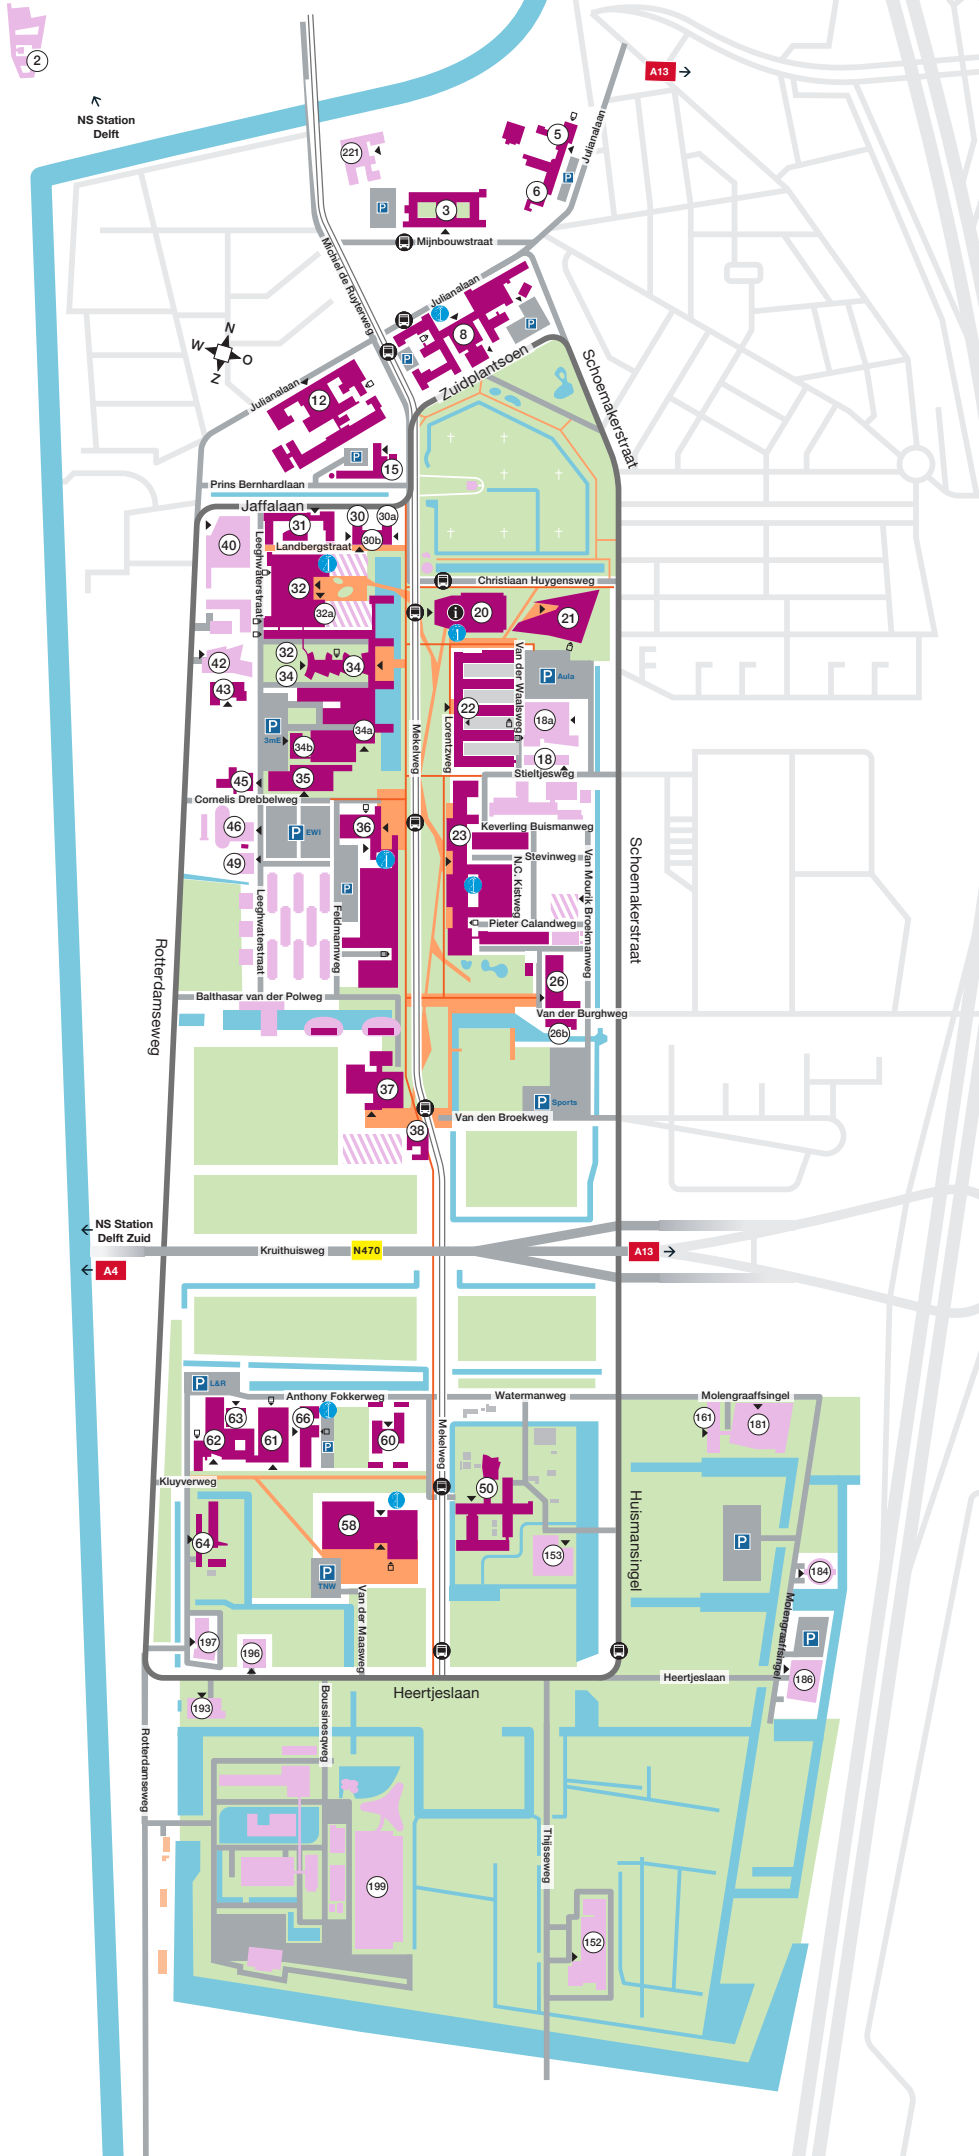 2
NS Station
Delft
A13
Julianalaan
5
221
P
6
P
3
Mijnbouwstraat
Michiel de Ruyterweg
Julianalaan
8
P
P
N
W
O
Z
Zuidplantsoen
Schoemakerstraat
Julianalaan
12
P
15
Prins Bernhardlaan
Jaffalaan
30
30a
31
30b
40
Landbergstraat
Leeghwaterstraat
32
32a
Christiaan Huygensweg
i
20
21
32
34
34
42
43
Van der Waalsweg
P Aula
22
18a
18
Lorentzweg
Mekelweg
P
3mE
34a
34b
35
45
Stieltjesweg
Cornelis Drebbelweg
46
P EWI
36
23
Keverling Buismanweg
Stevinweg
N.C. Kistweg
Van Mourik Broekmanweg
Schoemakerstraat
49
P
Leeghwaterstraat
Feldmannweg
Pieter Calandweg
Rotterdamseweg
26
Balthasar van der Polweg
Van der Burghweg
26b
37
P Sports
38
Van den Broekweg
NS Station
Delft Zuid
Kruithuisweg
N470
A13
A4
P L&R
Anthony Fokkerweg
Watermanweg
Molengraaffsingel
63
66
62
61
P
60
Mekelweg
161
181
Kluyverweg
50
Huismansingel
58
64
153
P
P
TNW
184
Van der Maasweg
Molengraaffsingel
P
197
196
Heertjeslaan
186
Heertjeslaan
193
Boussinesqweg
Rotterdamseweg
Thijsseweg
199
152